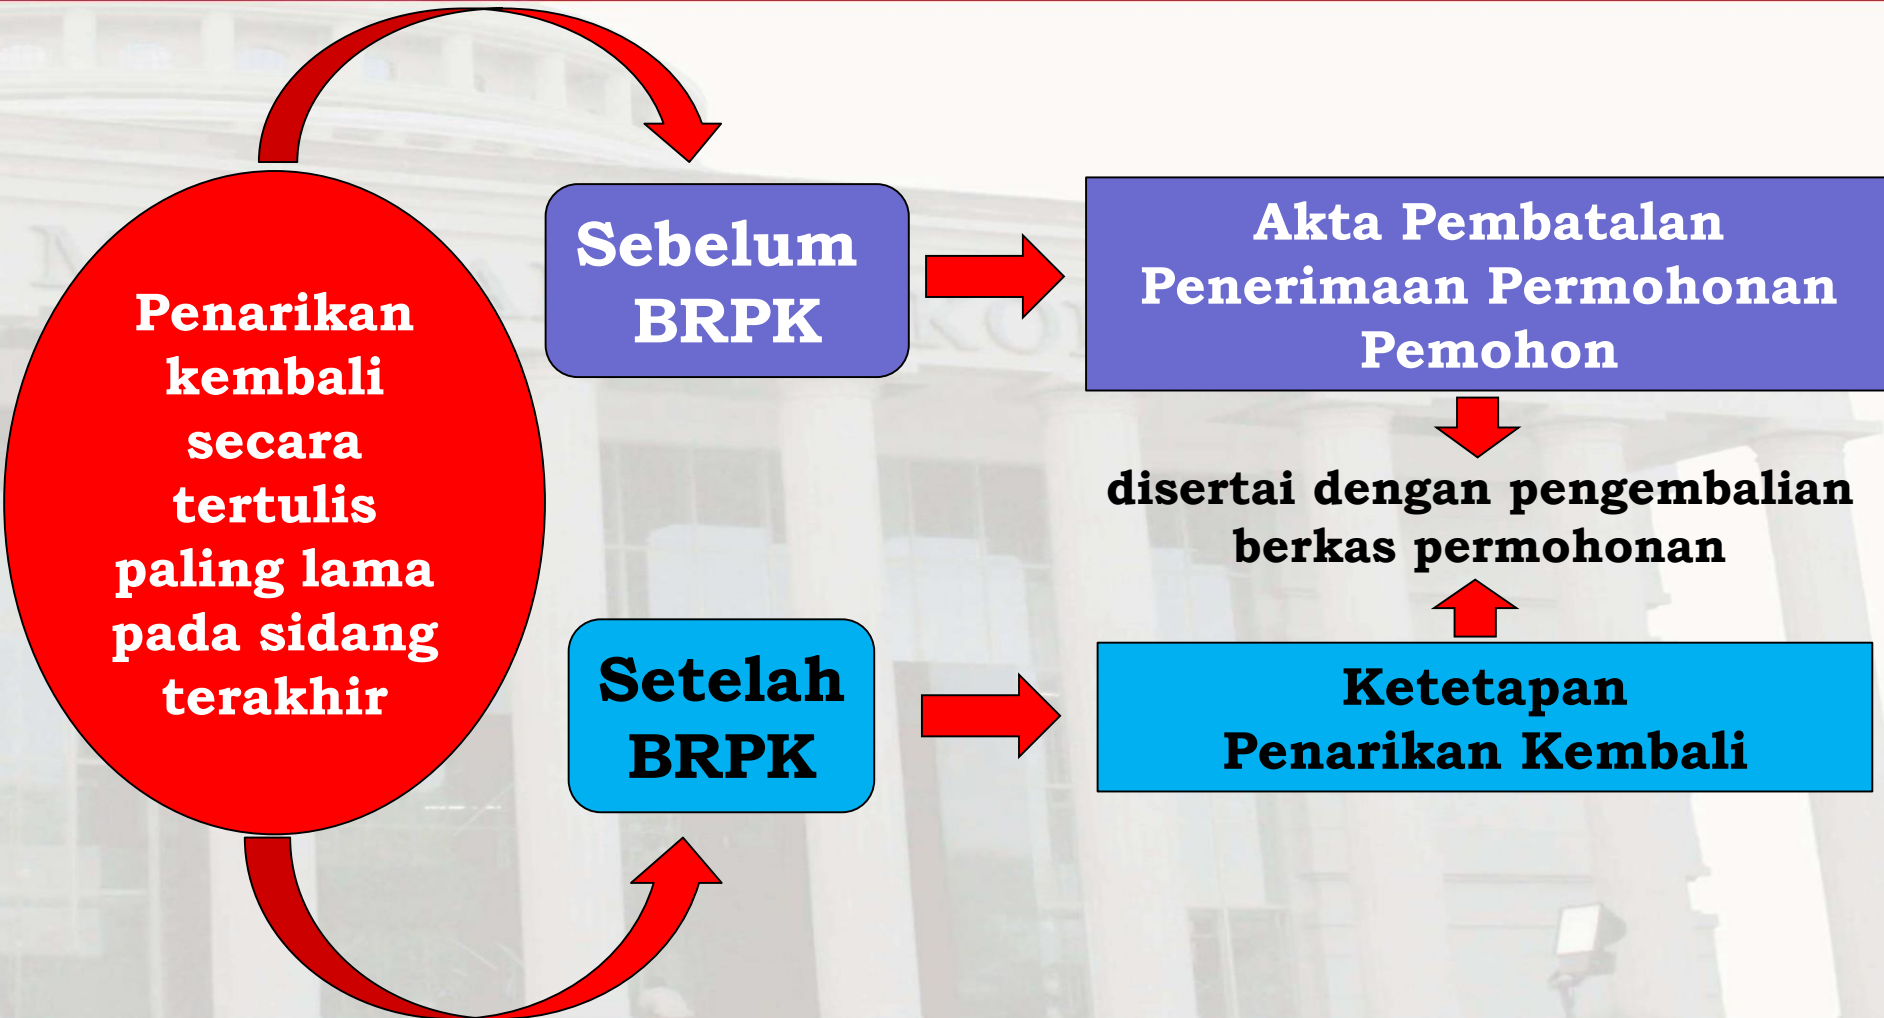 Penarikan
kembali
secara
tertulis
paling lama
pada sidang
terakhir
Sebelum
BRPK
Akta Pembatalan
Penerimaan Permohonan
Pemohon
disertai dengan pengembalian
berkas permohonan
Setelah
BRPK
Ketetapan
Penarikan Kembali